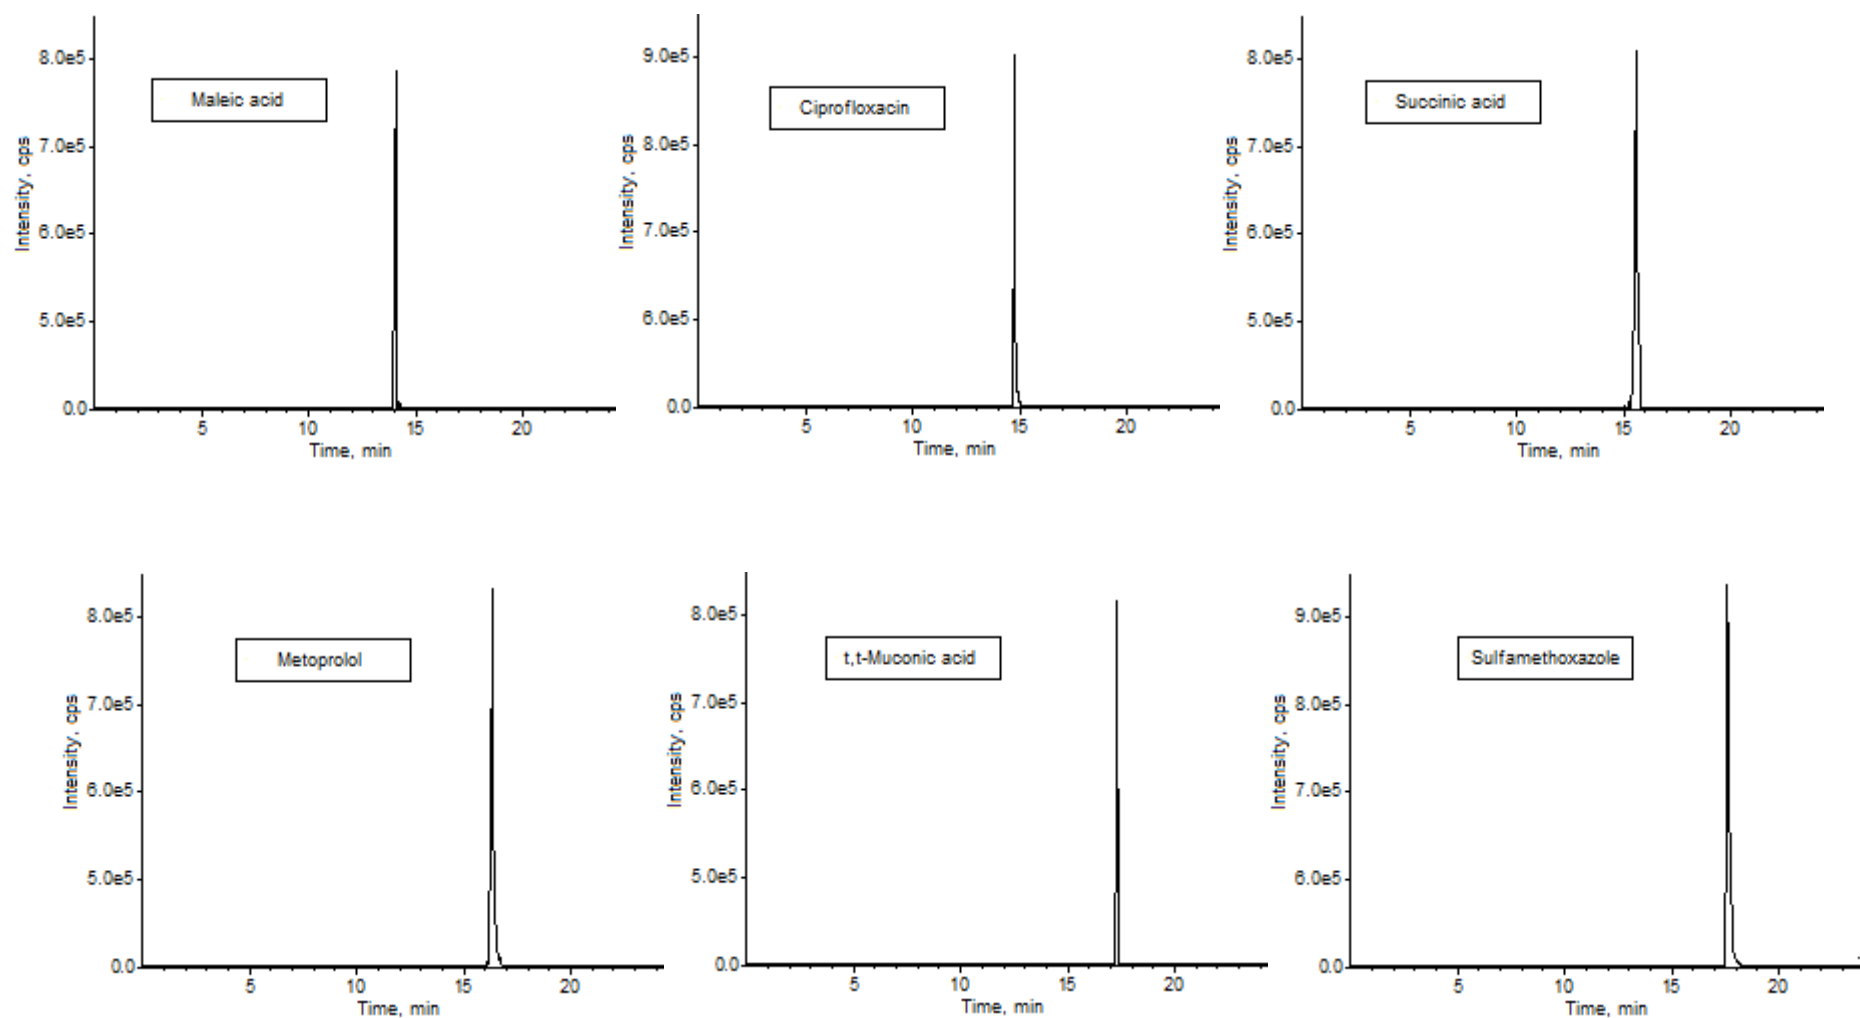 8.0e5
Maleic acid
7.0e5
Intensity, cps
6.0e5
5.0e5
0.0
5 10 15 20
Time, min
9.0e5
Ciprofloxacin
8.0e5
Intensity, cps
7.0e5
6.0e5
0.0
5 10 15 20
Time, min
8.0e5
Succinic acid
7.0e5
Intensity, cps
6.0e5
5.0e5
0.0
5 10 15 20
Time, min
8.0e5
Metoprolol
7.0e5
Intensity, cps
6.0e5
5.0e5
0.0
5 10 15 20
Time, min
8.0e5
t,t-Muconic acid
7.0e5
Intensity, cps
6.0e5
5.0e5
0.0
5 10 15 20
Time, min
9.0e5
Sulfamethoxazole
8.0e5
Intensity, cps
7.0e5
6.0e5
0.0
5 10 15 20
Time, min